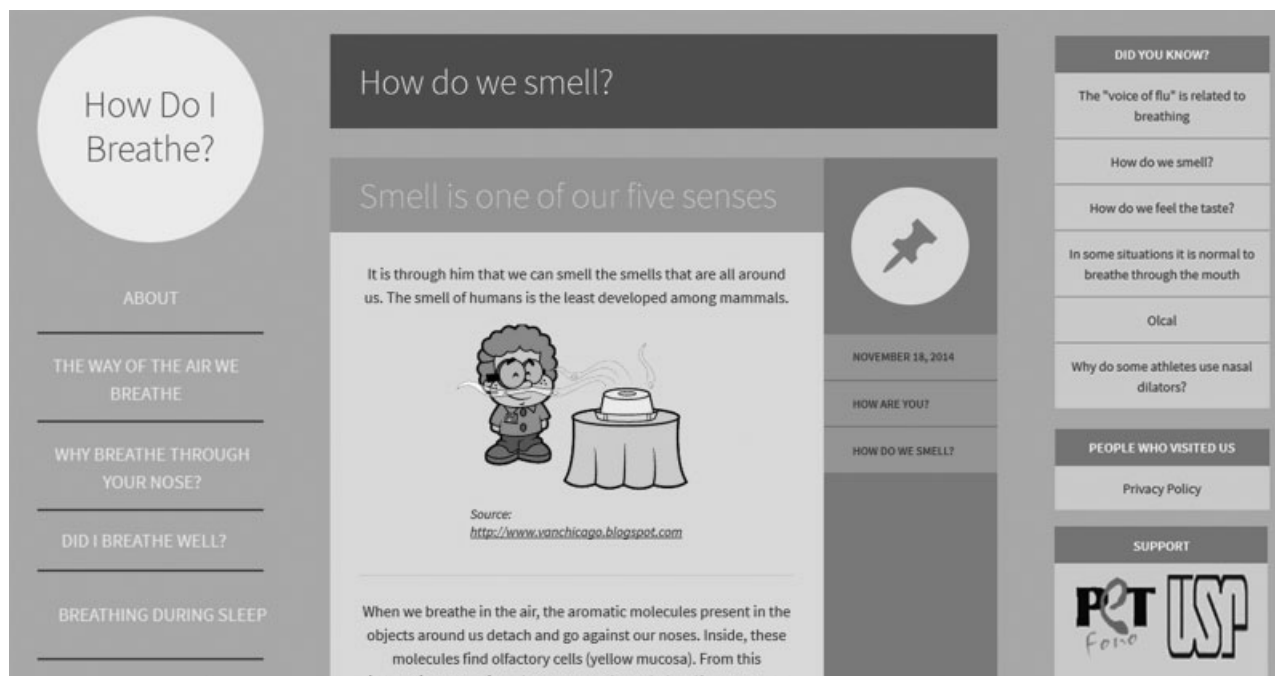 How Do I
Breathe?
ABOUT
THE WAY OF THE AIR WE
BREATHE
WHY BREATHE THROUGH
YOUR NOSE?
DID I BREATHE WELL?
BREATHING DURING SLEEP
How do we smell?
Smell is one of our five senses
It is through him that we can smell the smells that are all around
us. The smell of humans is the least developed among mammals.
Source:
http://www.vanchicago.blogspot.com
When we breathe in the air, the aromatic molecules present in the
objects around us detach and go against our noses. Inside, these
molecules find olfactory cells (yellow mucosa). From this
NOVEMBER 18, 2014
HOW ARE YOU?
HOW DO WE SMELL?
DID YOU KNOW?
The "voice of flu" is related to
breathing
How do we smell?
How do we feel the taste?
In some situations it is normal to
breathe through the mouth
Olcal
Why do some athletes use nasal
dilators?
PEOPLE WHO VISITED US
Privacy Policy
SUPPORT
PET USP
Fono